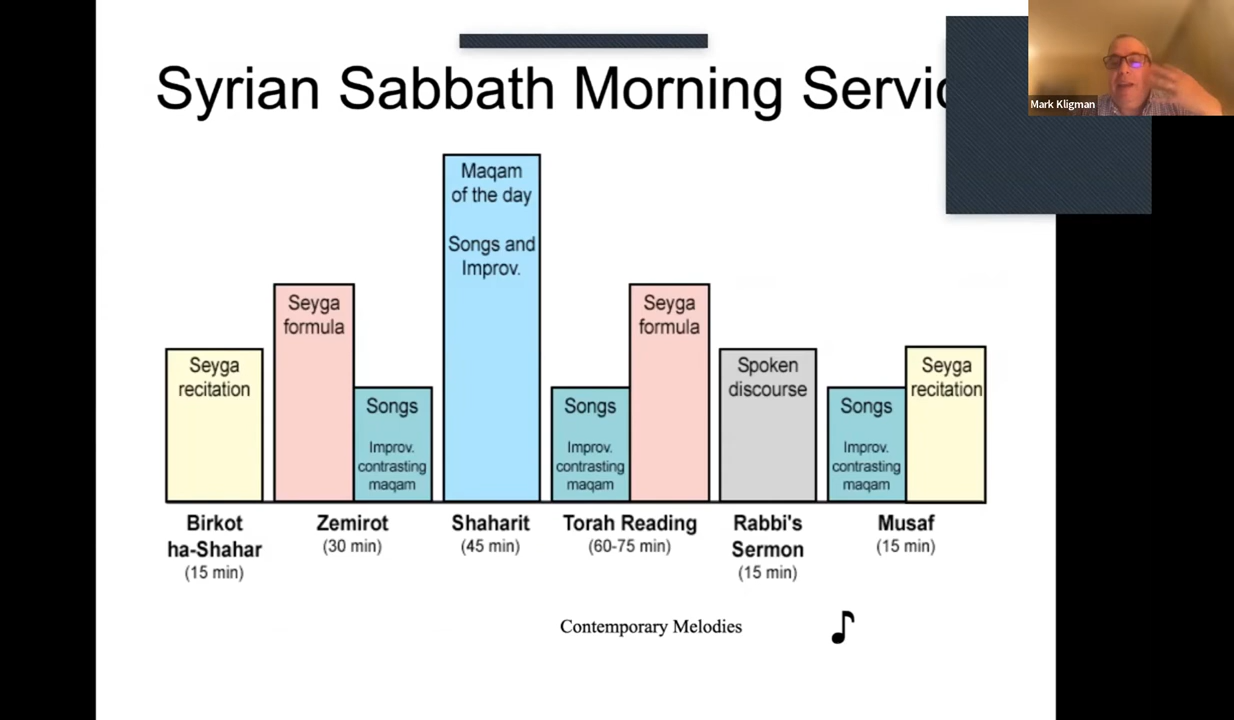 Syrian Sabbath Morning Servic
Mark Kligman
Maqam
of the day
Songs and
Improv.
Seyga
formula
Seyga
formula
Seyga
recitation
Songs
Improv.
contrasting
maqam
Songs
Improv.
contrasting
maqam
Spoken
discourse
Songs
Improv.
contrasting
maqam
Seyga
recitation
Birkot
ha-Shahar
(15 min)
Zemirot
(30 min)
Shaharit
(45 min)
Torah Reading
(60-75 min)
Rabbi's
Sermon
(15 min)
Musaf
(15 min)
Contemporary Melodies